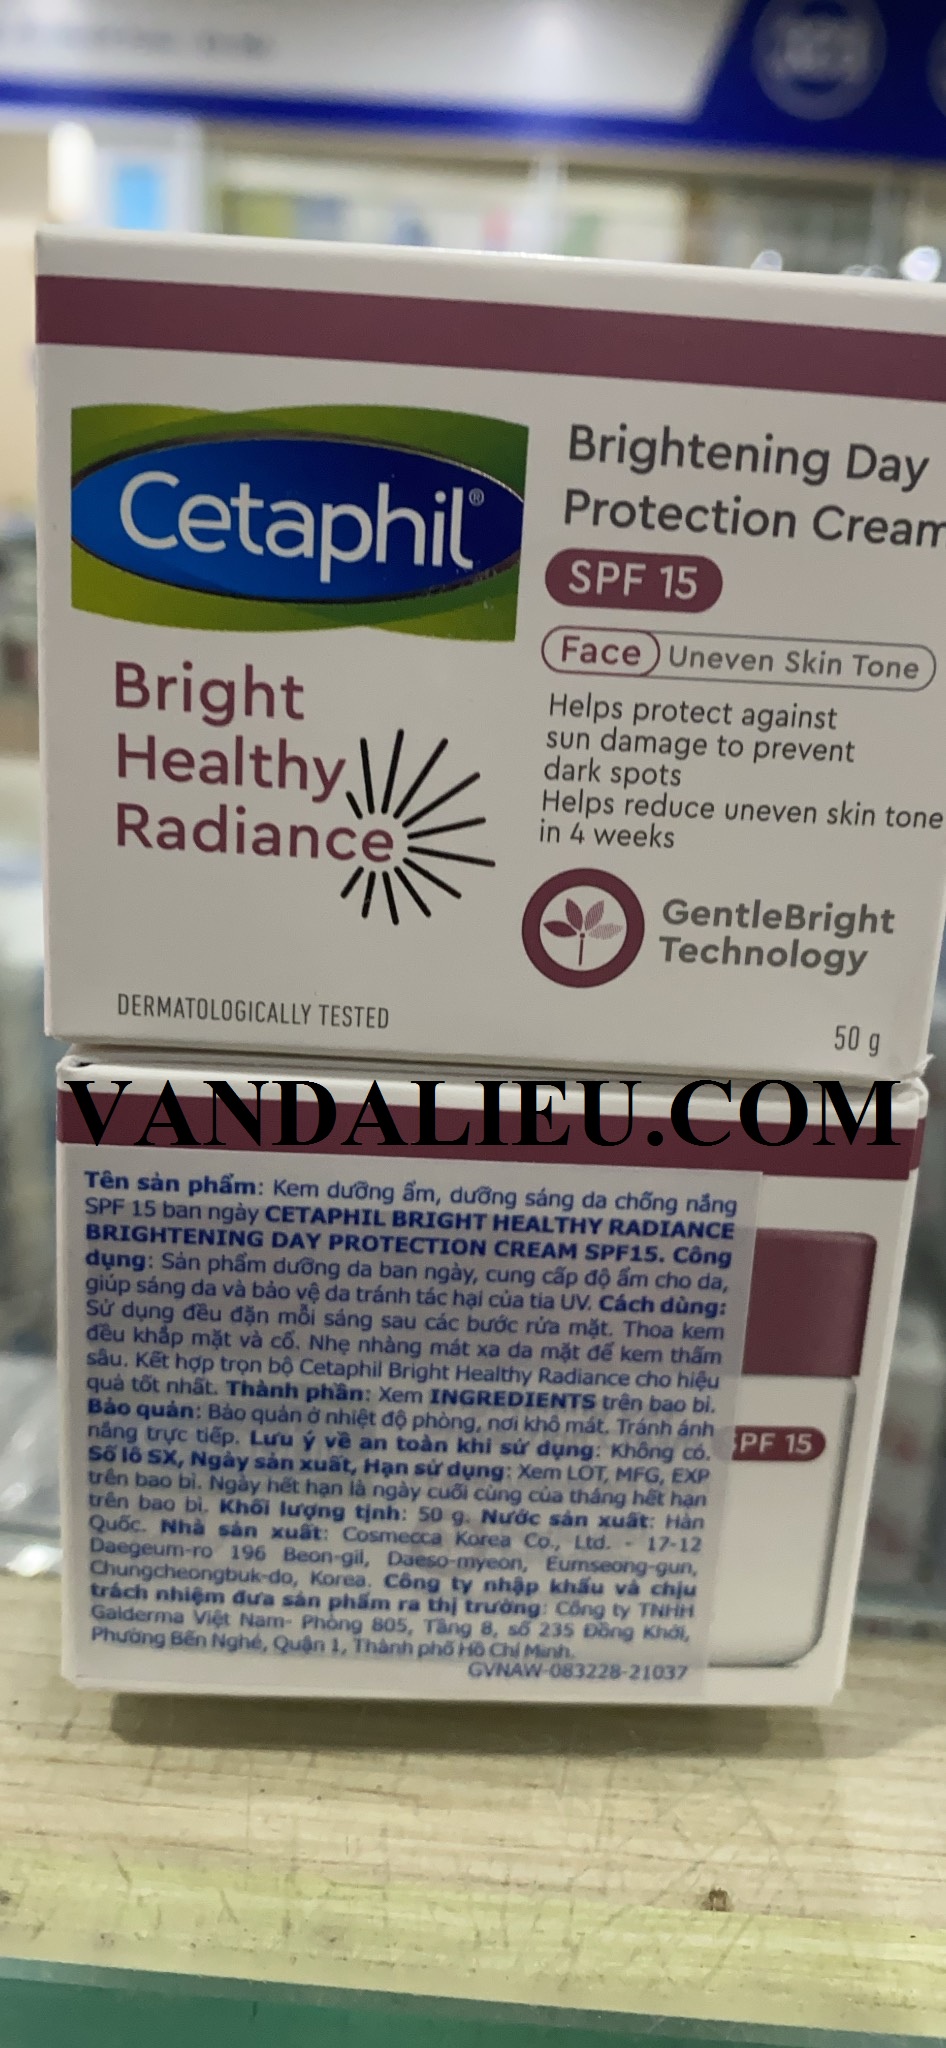 Cetaphil®
Bright
Healthy
Radiance
DERMATOLOGICALLY TESTED
Brightening Day
Protection Cream
SPF 15
Face Uneven Skin Tone
Helps protect against
sun damage to prevent
dark spots
Helps reduce uneven skin tone
in 4 weeks
GentleBright
Technology
50 g
VANDALIEU.COM
Tên sản phẩm: Kem dưỡng ẩm, dưỡng sáng da chống nắng
SPF 15 ban ngày CETAPHIL BRIGHT HEALTHY RADIANCE
BRIGHTENING DAY PROTECTION CREAM SPF15. Công
dụng: Sản phẩm dưỡng da ban ngày, cung cấp độ ẩm cho da,
giúp sáng da và bảo vệ da tránh tác hại của tia UV. Cách dùng:
Sử dụng đều đặn mỗi sáng sau các bước rửa mặt. Thoa kem
đều khắp mặt và cổ. Nhẹ nhàng mát xa da mặt để kem thấm
sâu. Kết hợp trọn bộ Cetaphil Bright Healthy Radiance cho hiệu
quả tốt nhất. Thành phần: Xem INGREDIENTS trên bao bì.
Bảo quản: Bảo quản ở nhiệt độ phòng, nơi khô mát. Tránh ánh
nắng trực tiếp. Lưu ý về an toàn khi sử dụng: Không có.
Số lô SX, Ngày sản xuất, Hạn sử dụng: Xem LOT, MFG, EXP
trên bao bì. Ngày hết hạn là ngày cuối cùng của tháng hết hạn
trên bao bì. Khối lượng tịnh: 50 g. Nước sản xuất: Hàn
Quốc. Nhà sản xuất: Cosmecca Korea Co., Ltd. - 17-12
Daegeum-ro 196 Beon-gil, Daeso-myeon, Eumseong-gun,
Chungcheongbuk-do, Korea. Công ty nhập khẩu và chịu
trách nhiệm đưa sản phẩm ra thị trường: Công ty TNHH
Galderma Việt Nam- Phòng 805, Tầng 8, số 235 Đồng Khởi,
Phường Bến Nghé, Quận 1, Thành phố Hồ Chí Minh.
GVNAW-083228-21037
SPF 15